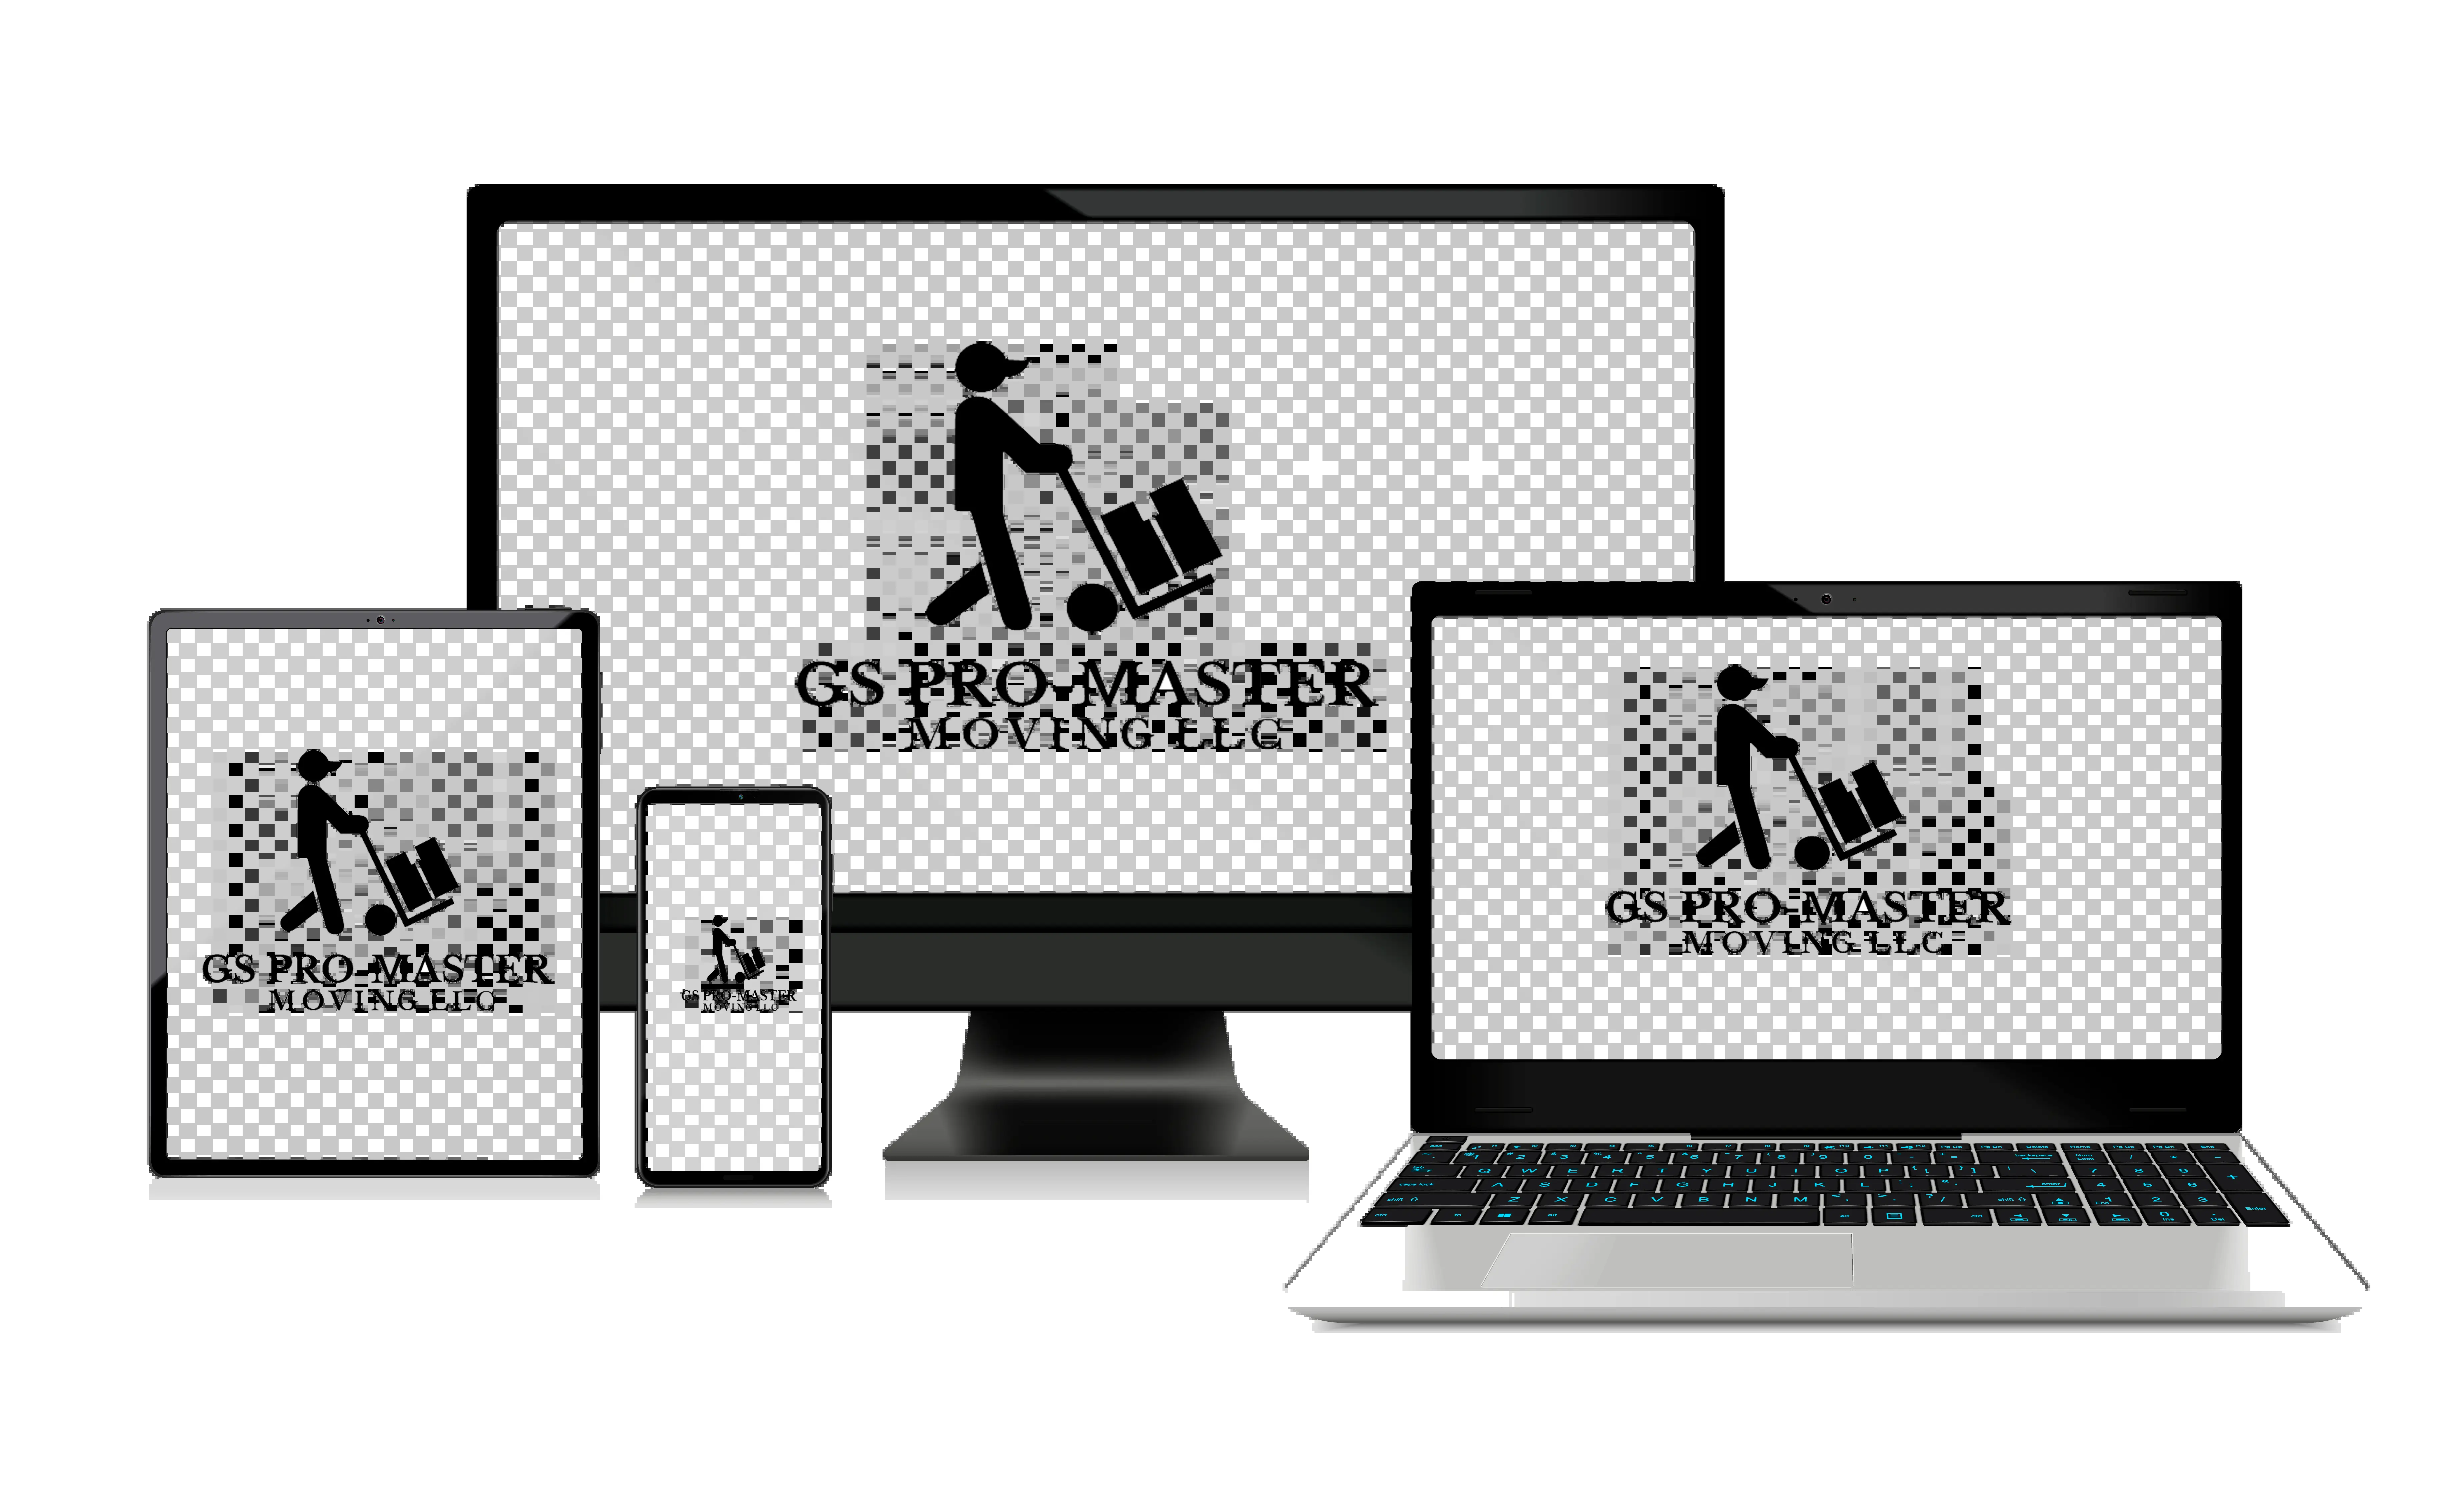 GS PRO-MASTER
MOVING LLC
GS PRO-MASTER
MOVING LLC
GS PRO-MASTER
MOVING LLC
GS PRO-MASTER
MOVING LLC
Q W E R T Y U I O P
A S D F G H J K L
Z X C V B N M